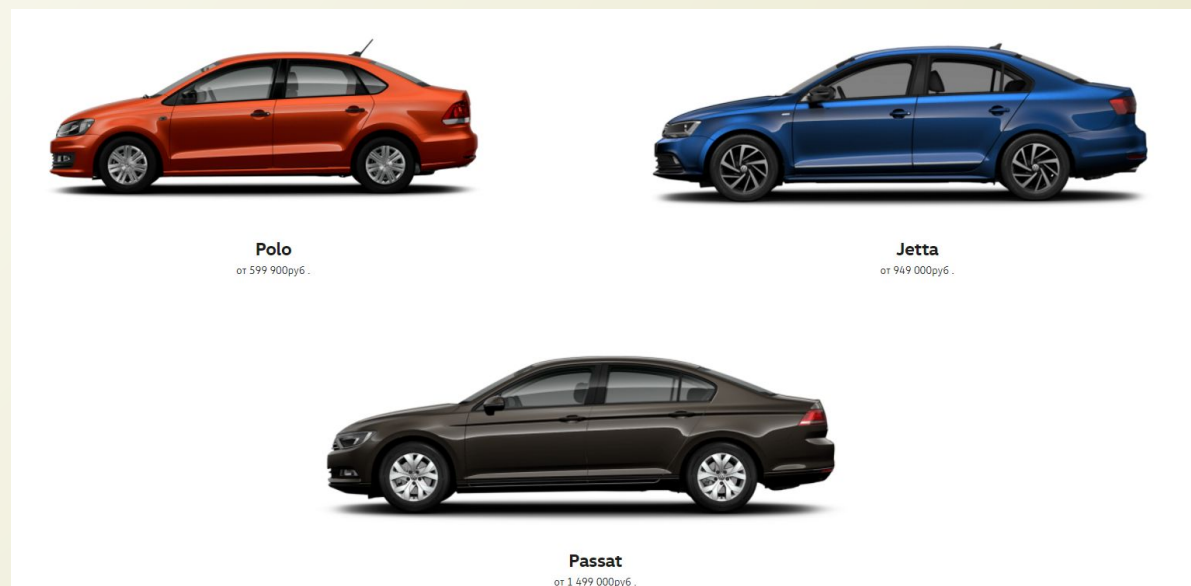 Polo
от 599 900руб .
Jetta
от 949 000руб .
Passat
от 1 499 000руб .